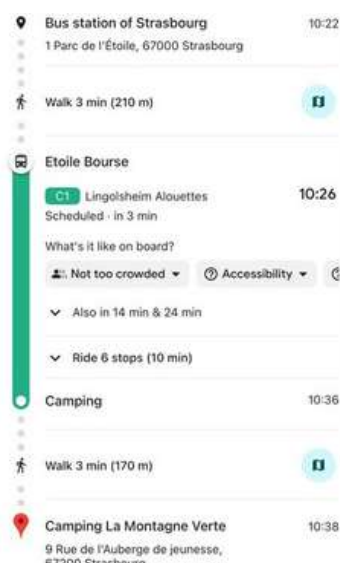 Bus station of Strasbourg 10:22
1 Parc de l'Étoile, 67000 Strasbourg
Walk 3 min (210 m)
Etoile Bourse
C1 Lingolsheim Alouettes 10:26
Scheduled · in 3 min
What's it like on board?
Not too crowded Accessibility
Also in 14 min & 24 min
Ride 6 stops (10 min)
Camping 10:36
Walk 3 min (170 m)
Camping La Montagne Verte 10:38
9 Rue de l'Auberge de jeunesse,
67200 Strasbourg